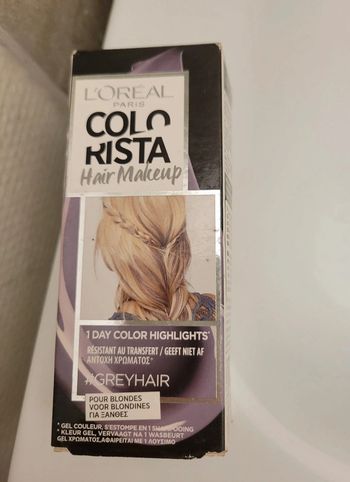 L'ORÉAL
PARIS
COLO
RISTA
Hair Makeup
1 DAY COLOR HIGHLIGHTS*
RÉSISTANT AU TRANSFERT / GEEFT NIET AF
ΑΝΤΟΧΗ ΧΡΩΜΑΤΟΣ*
#GREYHAIR
POUR BLONDES
VOOR BLONDINES
ΓΙΑ ΞΑΝΘΕΣ
* GEL COULEUR, S'ESTOMPE EN 1 SHAMPOOING
* KLEUR GEL, VERVAAGT NA 1 WASBEURT
GEL ΧΡΩΜΑΤΟΣ, ΑΦΑΙΡΕΙΤΑΙ ΜΕ 1 ΛΟΥΣΙΜΟ